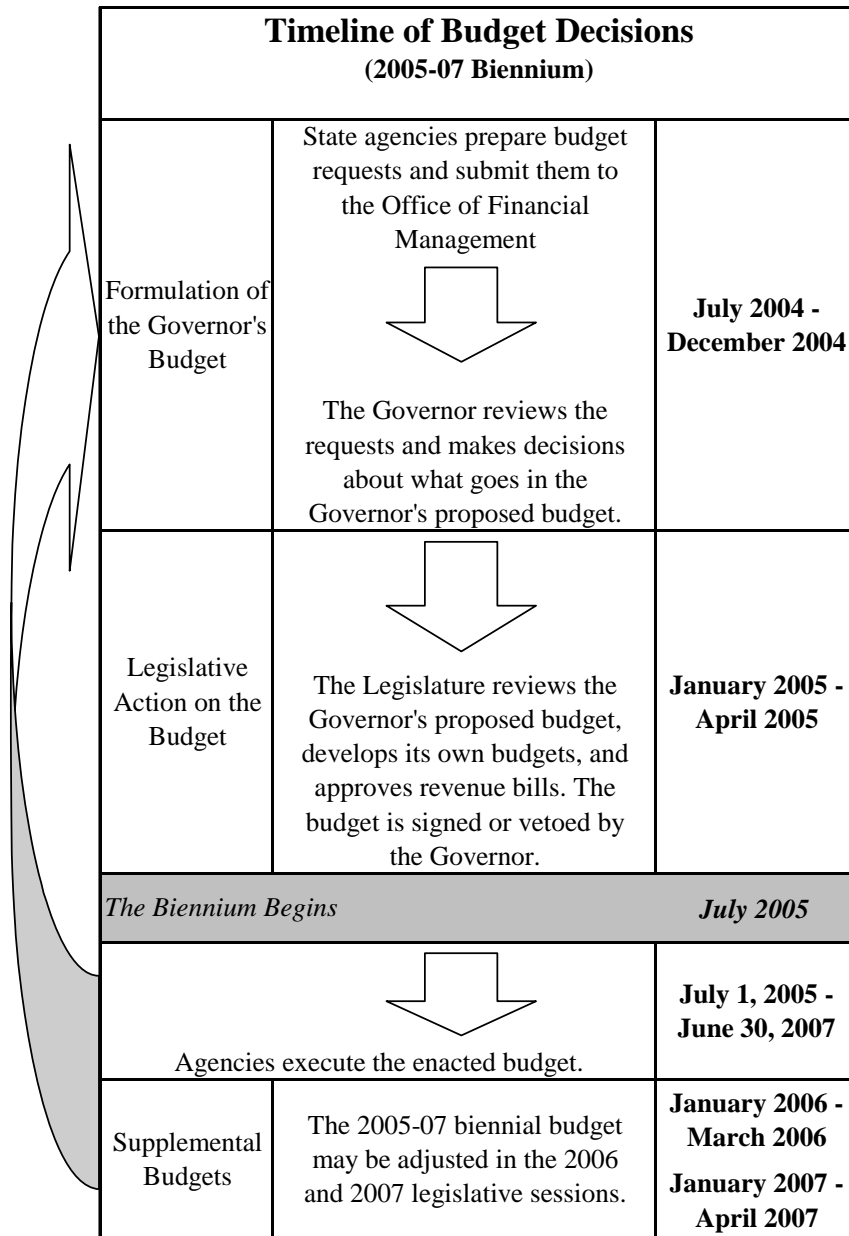 Timeline of Budget Decisions
(2005-07 Biennium)
Formulation of
the Governor's
Budget
State agencies prepare budget
requests and submit them to
the Office of Financial
Management
The Governor reviews the
requests and makes decisions
about what goes in the
Governor's proposed budget.
July 2004 -
December 2004
Legislative
Action on the
Budget
The Legislature reviews the
Governor's proposed budget,
develops its own budgets, and
approves revenue bills. The
budget is signed or vetoed by
the Governor.
January 2005 -
April 2005
The Biennium Begins
July 2005
Agencies execute the enacted budget.
July 1, 2005 -
June 30, 2007
Supplemental
Budgets
The 2005-07 biennial budget
may be adjusted in the 2006
and 2007 legislative sessions.
January 2006 -
March 2006
January 2007 -
April 2007